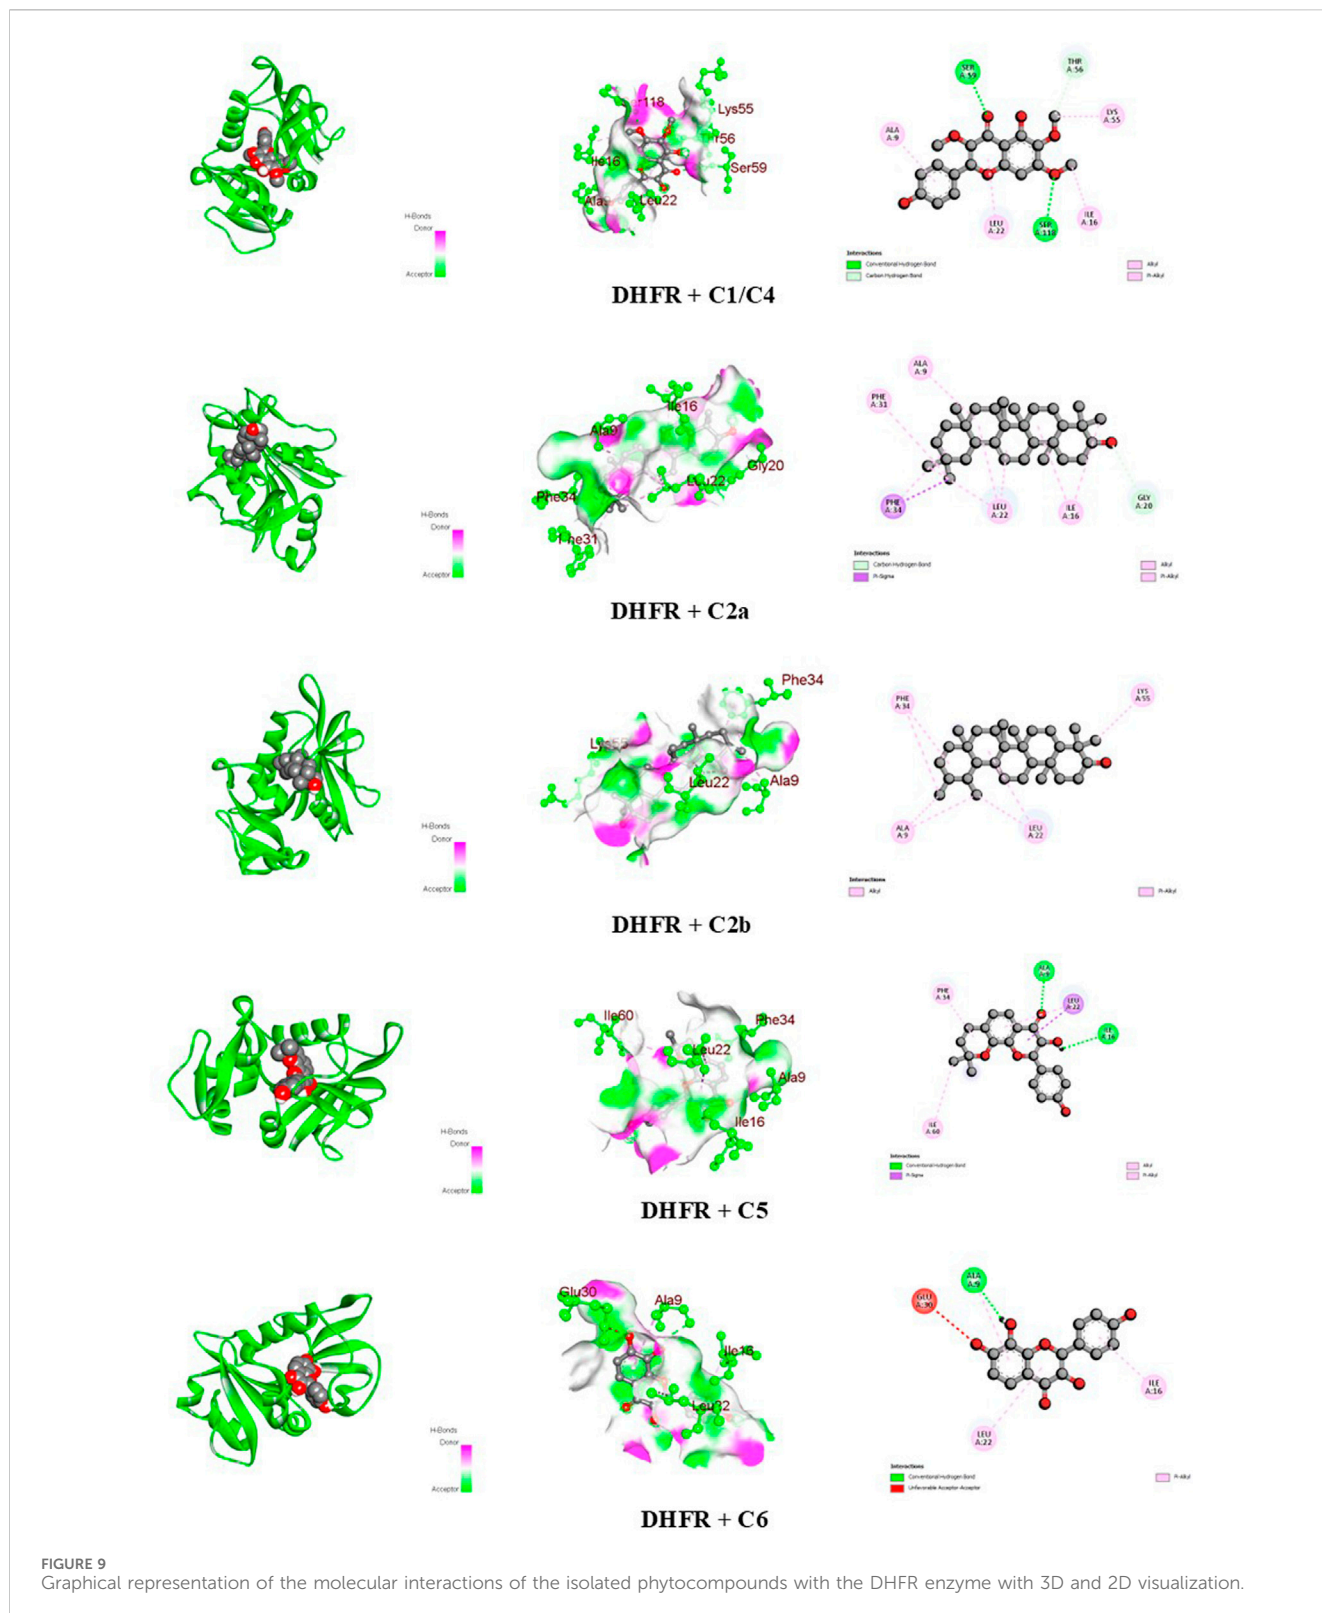 SER
A:59
THR
A:56
LYS
A:55
ALA
A:9
LEU
A:22
SER
A:118
ILE
A:16
Lys55
Ser59
Ile16
Leu22
H-Bonds
Donor
Acceptor
Interactions
Conventional Hydrogen Bond
Carbon Hydrogen Bond
Alkyl
Pi-Alkyl
DHFR + C1/C4
Ile16
Ala9
Gly20
Leu22
Phe34
Phe31
H-Bonds
Donor
Acceptor
ALA
A:9
PHE
A:31
PHE
A:34
LEU
A:22
ILE
A:16
GLY
A:20
Interactions
Carbon Hydrogen Bond
Pi-Sigma
Alkyl
Pi-Alkyl
DHFR + C2a
Phe34
Lys55
Leu22
Ala9
H-Bonds
Donor
Acceptor
PHE
A:34
LYS
A:55
ALA
A:9
LEU
A:22
Interactions
Alkyl
Pi-Alkyl
DHFR + C2b
Ile60
Phe34
Leu22
Ala9
Ile16
H-Bonds
Donor
Acceptor
ALA
A:9
PHE
A:34
LEU
A:22
ILE
A:16
ILE
A:60
Interactions
Conventional Hydrogen Bond
Pi-Sigma
Alkyl
Pi-Alkyl
DHFR + C5
Glu30
Ala9
Ile16
H-Bonds
Donor
Acceptor
ALA
A:9
GLU
A:30
ILE
A:16
LEU
A:22
Interactions
Conventional Hydrogen Bond
Unfavorable Acceptor-Acceptor
Pi-Alkyl
DHFR + C6
FIGURE 9
Graphical representation of the molecular interactions of the isolated phytocompounds with the DHFR enzyme with 3D and 2D visualization.